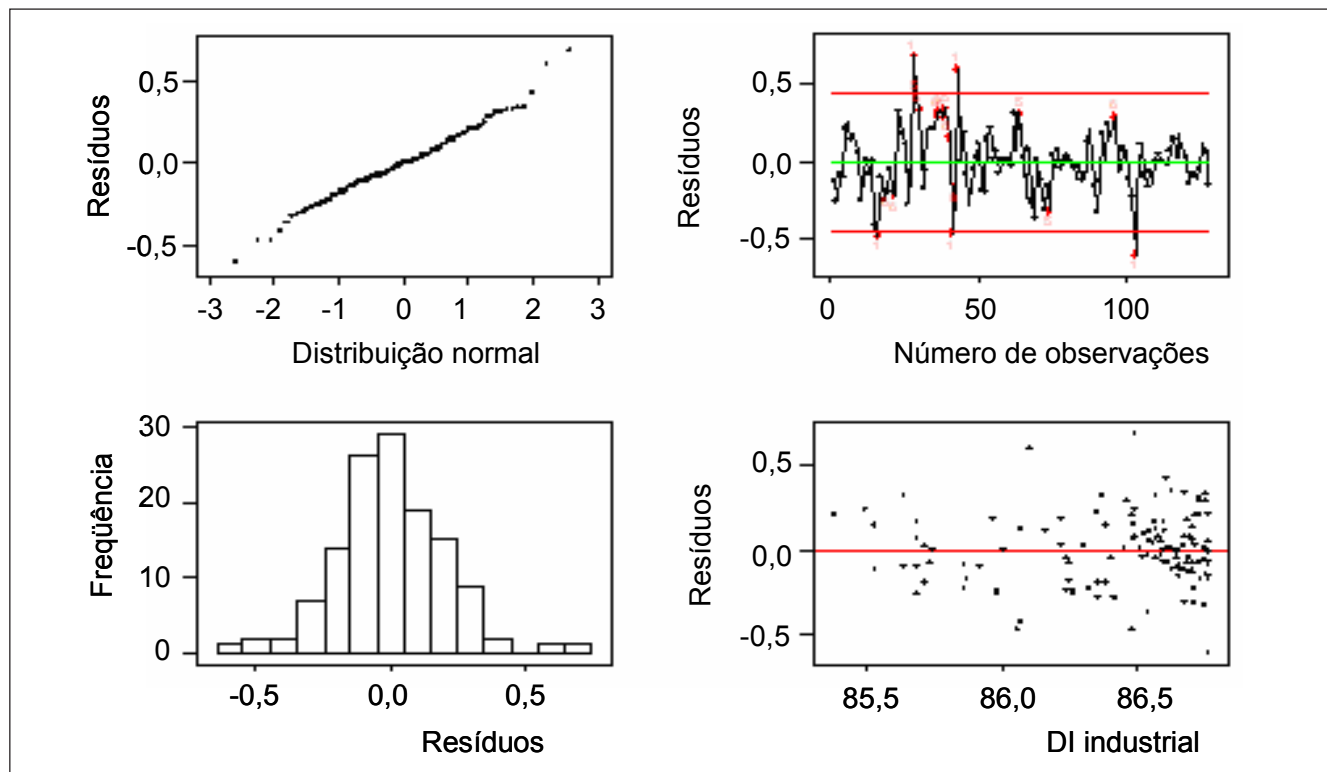 Resíduos
0,5
0,0
-0,5
-3 -2 -1 0 1 2 3
Distribuição normal
Resíduos
0,5
0,0
-0,5
0 50 100
Número de observações
Freqüência
30
20
10
0
-0,5 0,0 0,5
Resíduos
Resíduos
0,5
0,0
-0,5
85,5 86,0 86,5
DI industrial